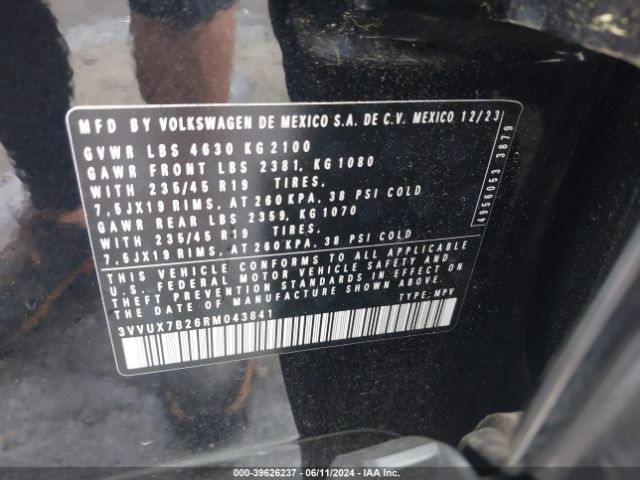 MFD BY VOLKSWAGEN DE MEXICO S.A. DE C.V. MEXICO 12/23
GVWR LBS 4630 KG 2100
GAWR FRONT LBS 2381, KG 1080
WITH 235/45 R19 TIRES,
7,5JX19 RIMS, AT 260 KPA, 38 PSI COLD
GAWR REAR LBS 2359, KG 1070
WITH 235/45 R19 TIRES.
7,5JX19 RIMS, AT 260 KPA, 38 PSI COLD
THIS VEHICLE CONFORMS TO ALL APPLICABLE
U.S. FEDERAL MOTOR VEHICLE SAFETY AND
THEFT PREVENTION STANDARDS IN EFFECT ON
THE DATE OF MANUFACTURE SHOWN ABOVE.
3VVUX7B26RM043841 TYPE: MPV
4956053 3879
000-39626237 - 06/11/2024 - IAA Inc.